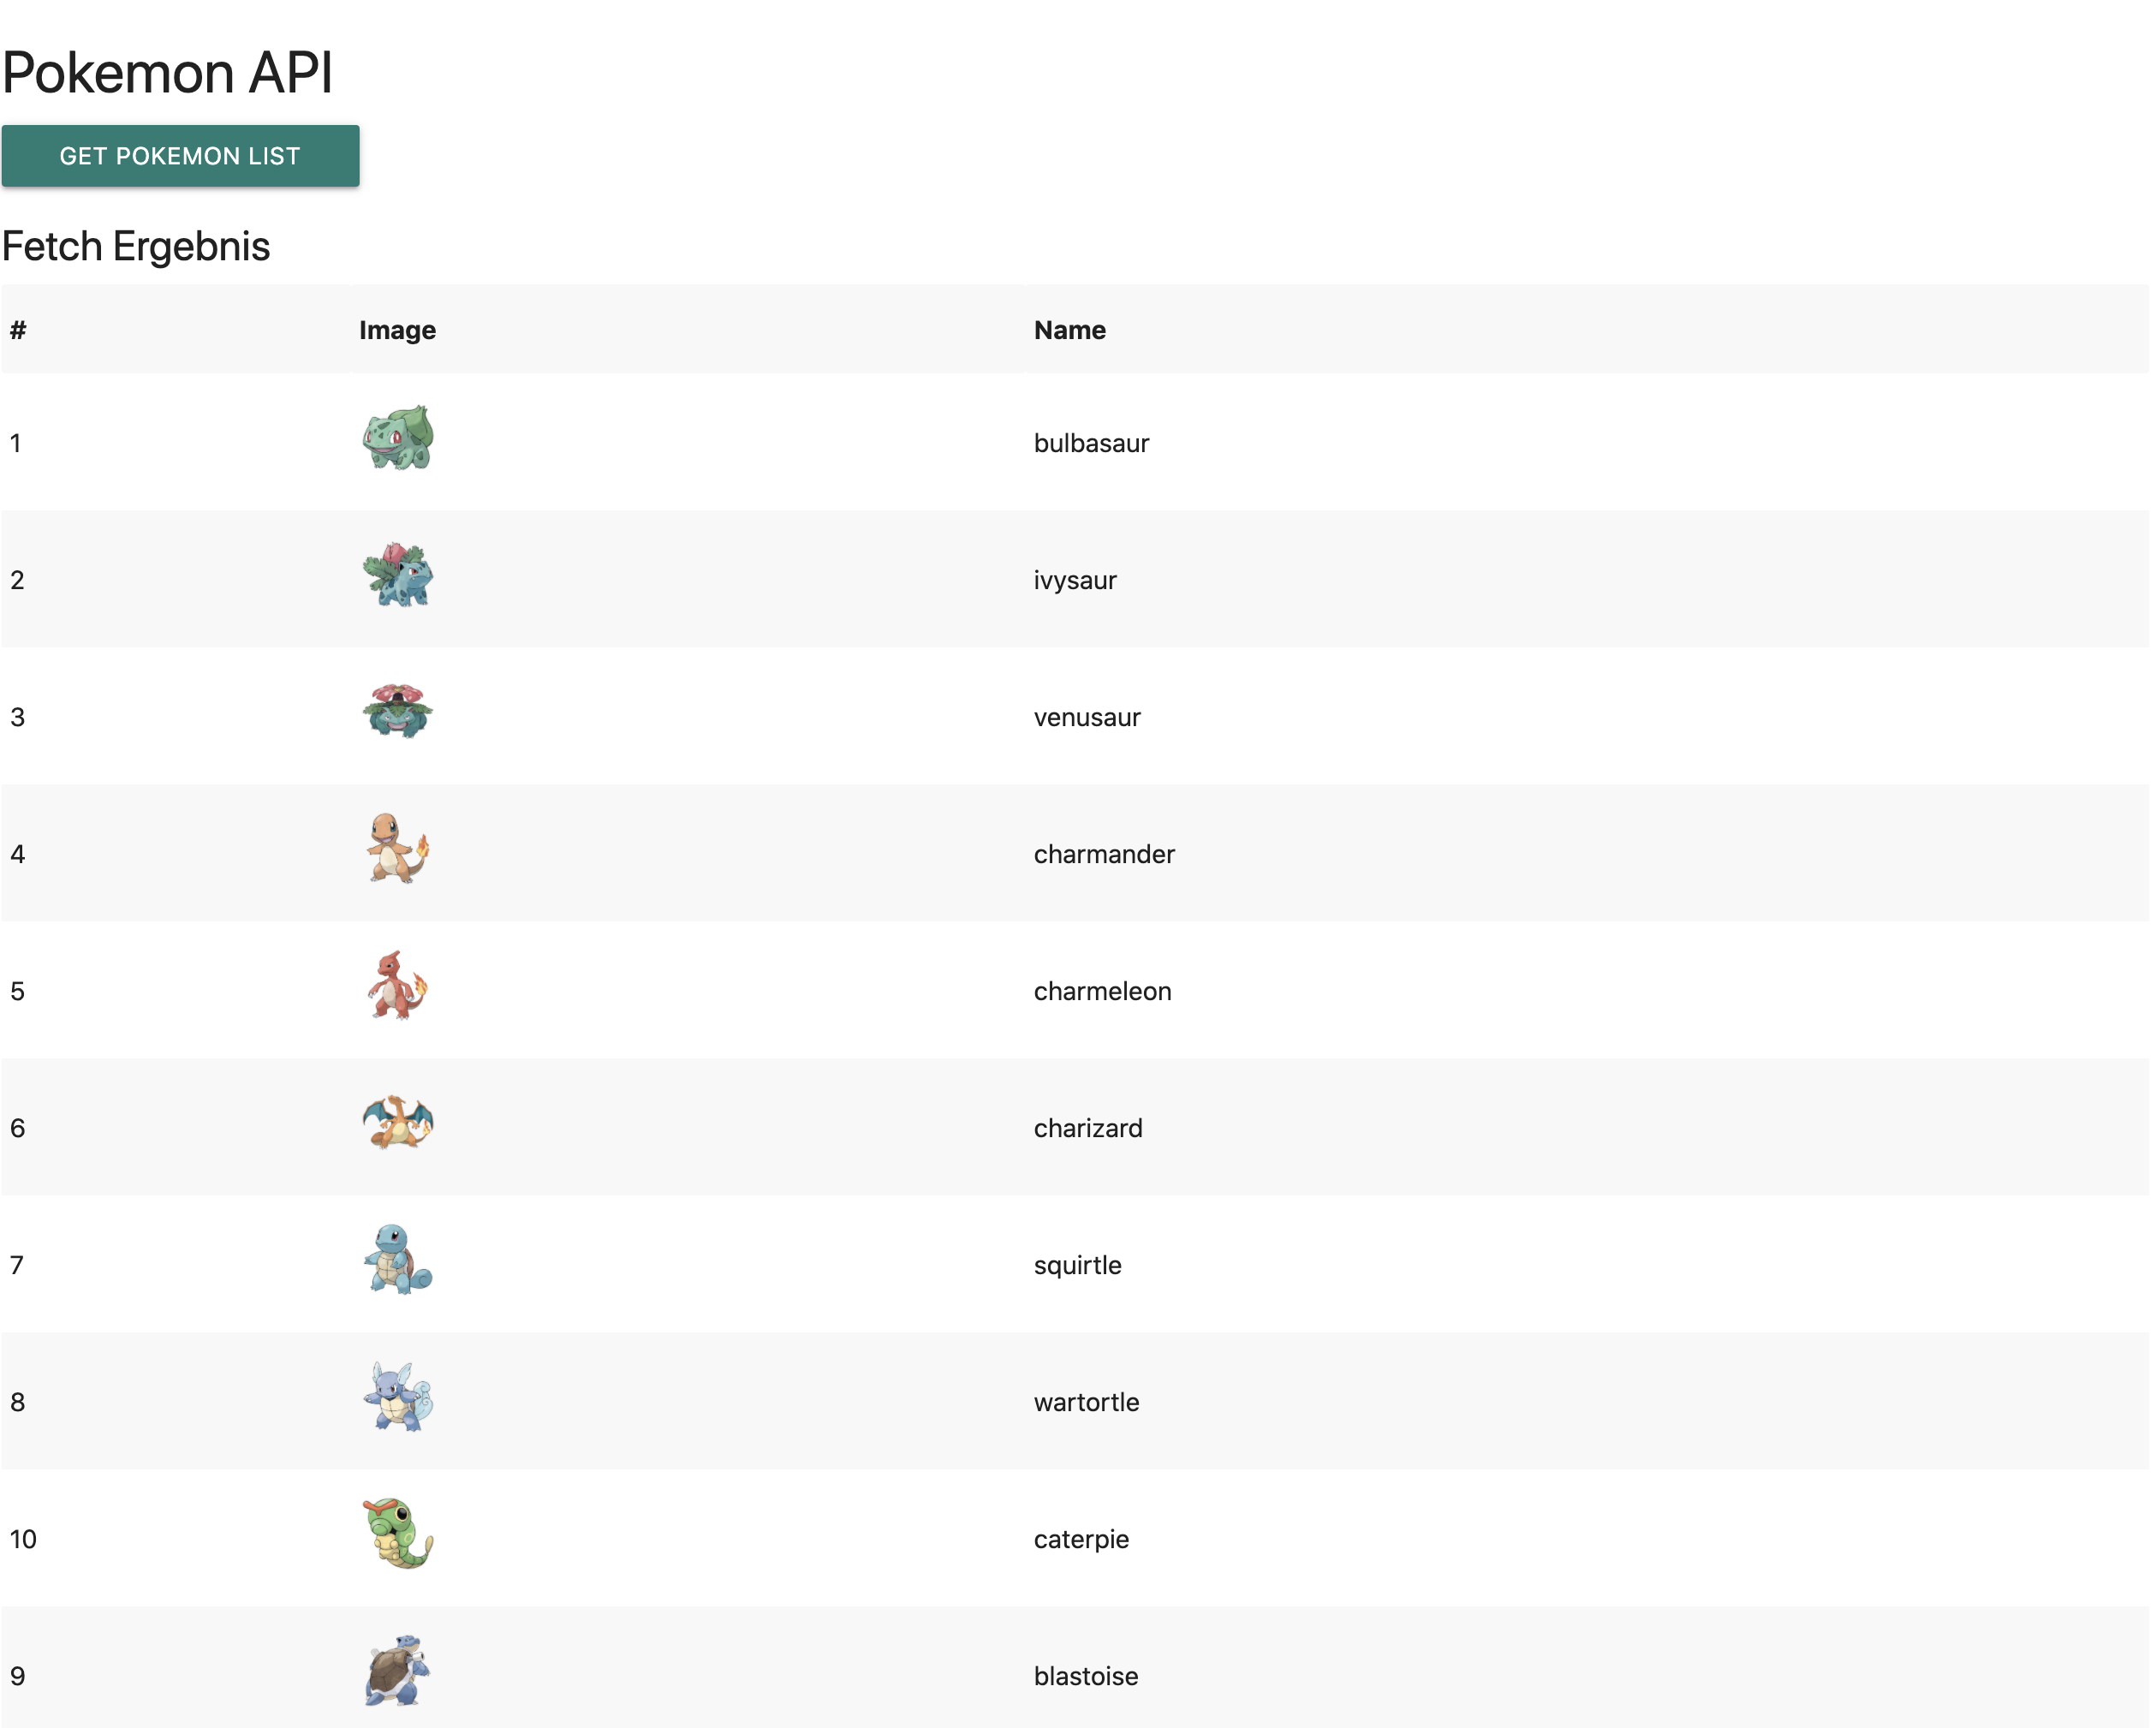 Pokemon API
GET POKEMON LIST
Fetch Ergebnis
# Image Name
1 bulbasaur
2 ivysaur
3 venusaur
4 charmander
5 charmeleon
6 charizard
7 squirtle
8 wartortle
10 caterpie
9 blastoise